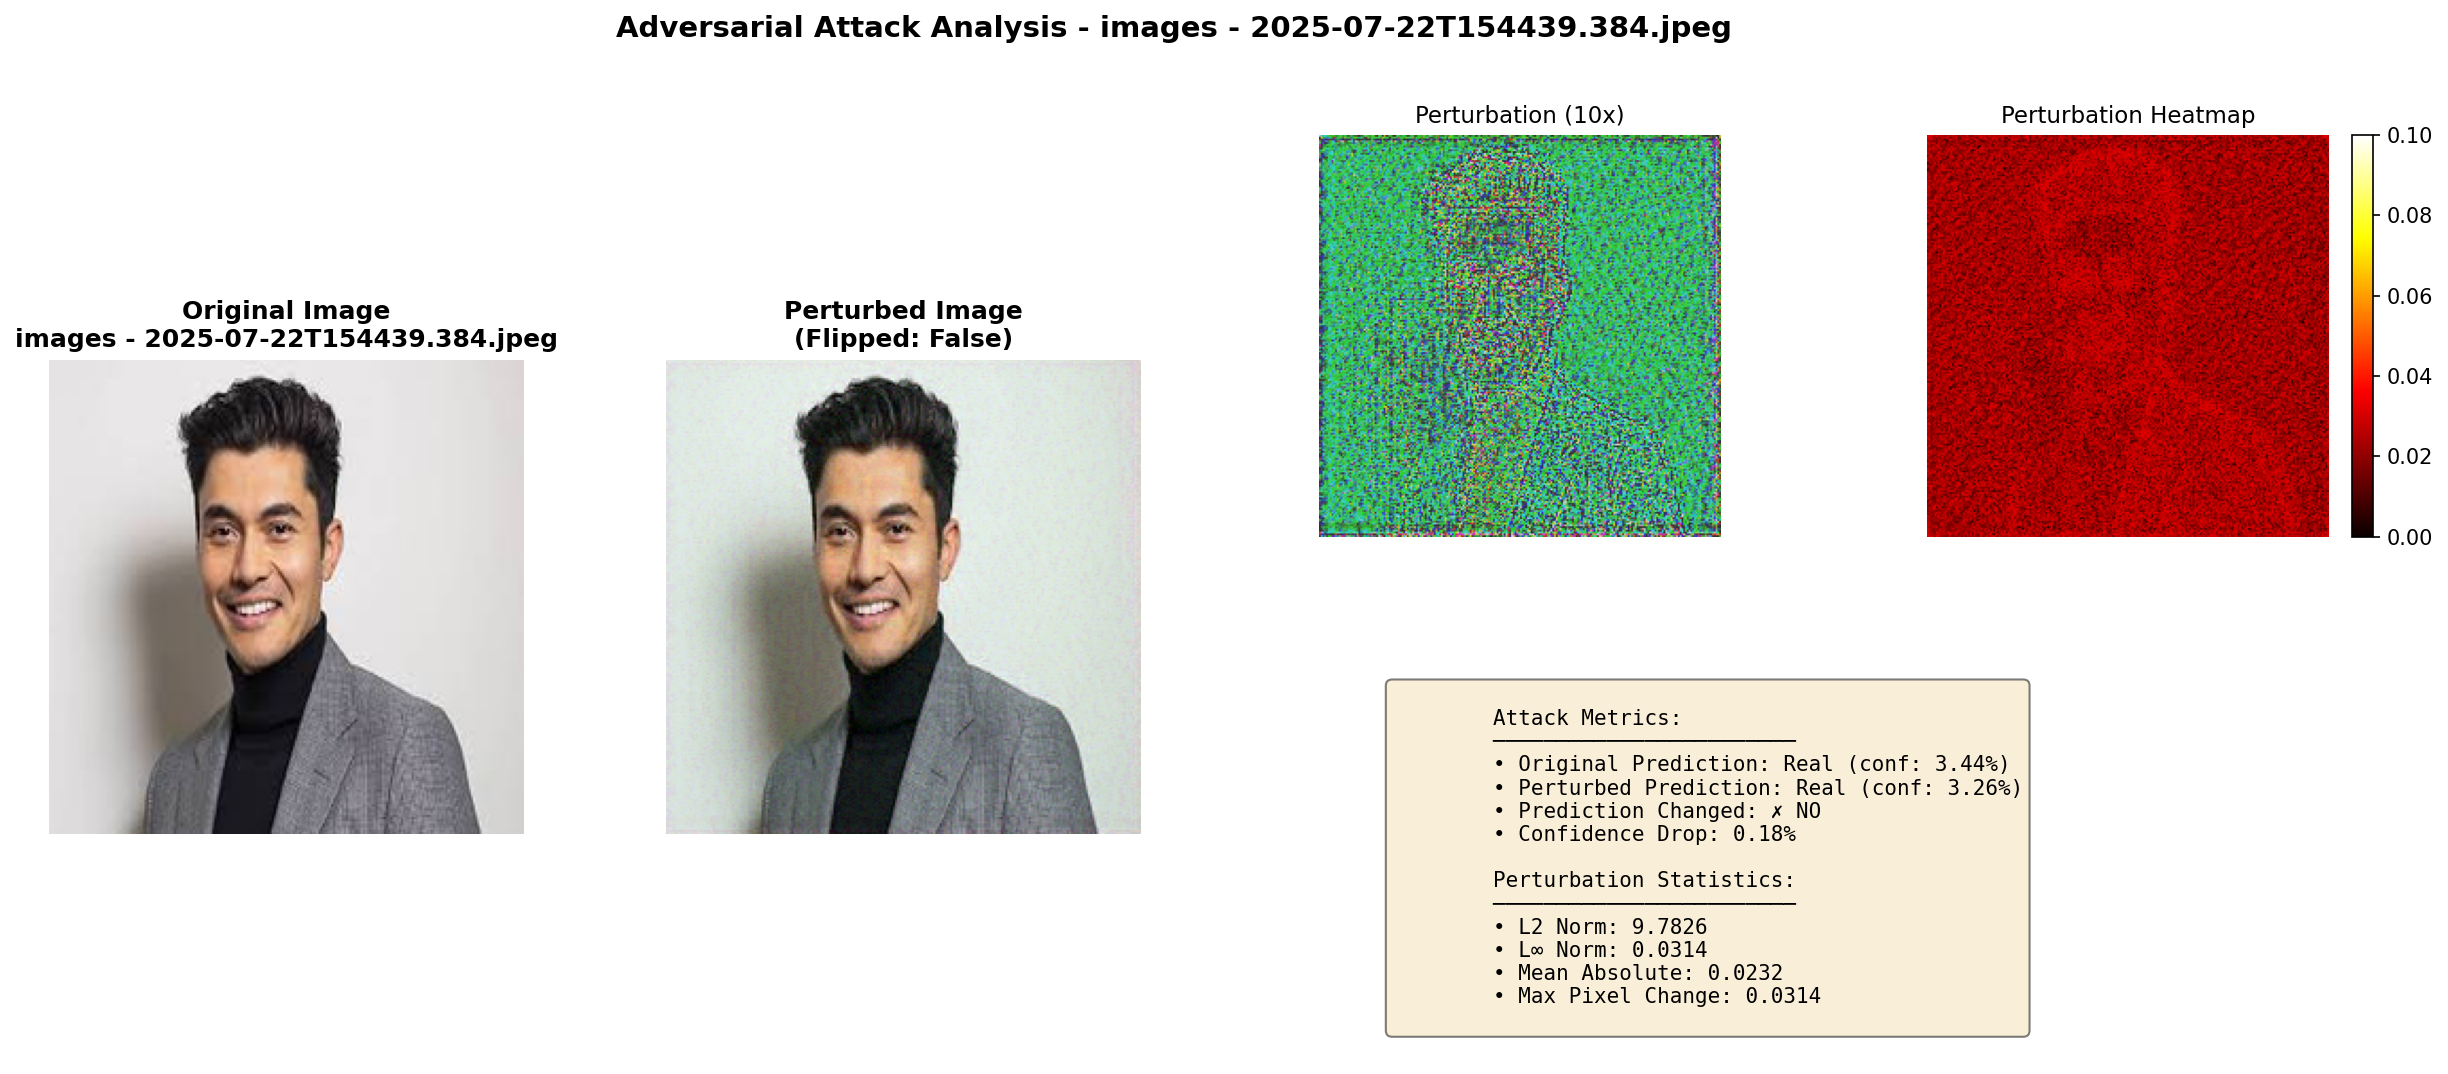 Adversarial Attack Analysis - images - 2025-07-22T154439.384.jpeg
Original Image
images - 2025-07-22T154439.384.jpeg
Perturbed Image
(Flipped: False)
Perturbation (10x)
Perturbation Heatmap
0.10
0.08
0.06
0.04
0.02
0.00
Attack Metrics:
• Original Prediction: Real (conf: 3.44%)
• Perturbed Prediction: Real (conf: 3.26%)
• Prediction Changed: ✗ NO
• Confidence Drop: 0.18%
Perturbation Statistics:
• L2 Norm: 9.7826
• L∞ Norm: 0.0314
• Mean Absolute: 0.0232
• Max Pixel Change: 0.0314